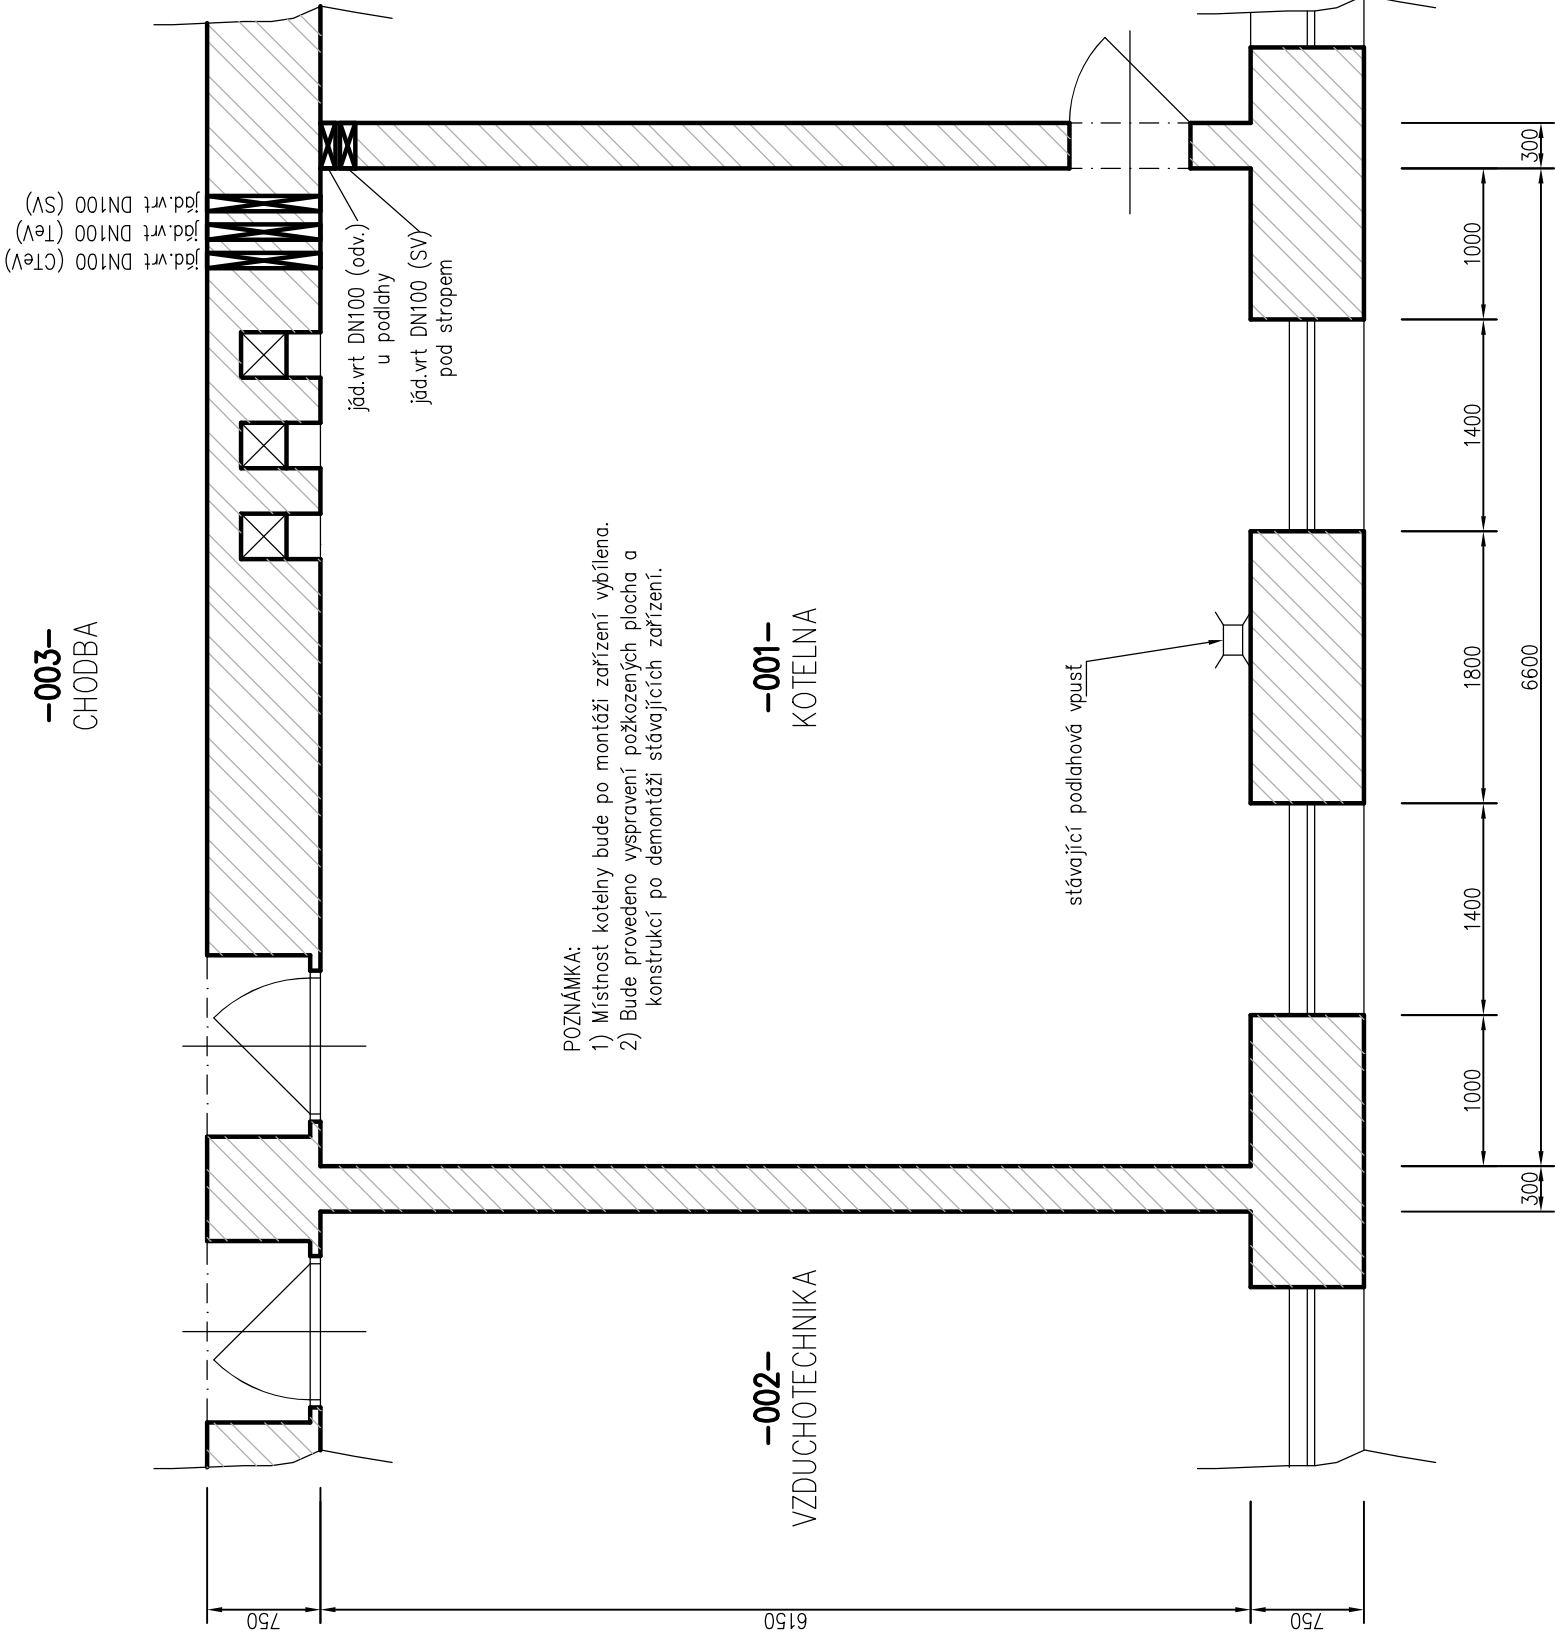 -003-
CHODBA
jád.vrt DN100 (SV)
jád.vrt DN100 (TeV)
jád.vrt DN100 (CTeV)
jád.vrt DN100 (odv.)
u podlahy
jád.vrt DN100 (SV)
pod stropem
POZNÁMKA:
1) Místnost kotelny bude po montáži zařízení vybílena.
2) Bude provedeno vyspravení požkozených plocha a
konstrukcí po demontáži stávajících zařízení.
-001-
KOTELNA
stávající podlahová vpusť
-002-
VZDUCHOTECHNIKA
300
1000
1400
1800
1400
1000
6600
300
750
6150
750